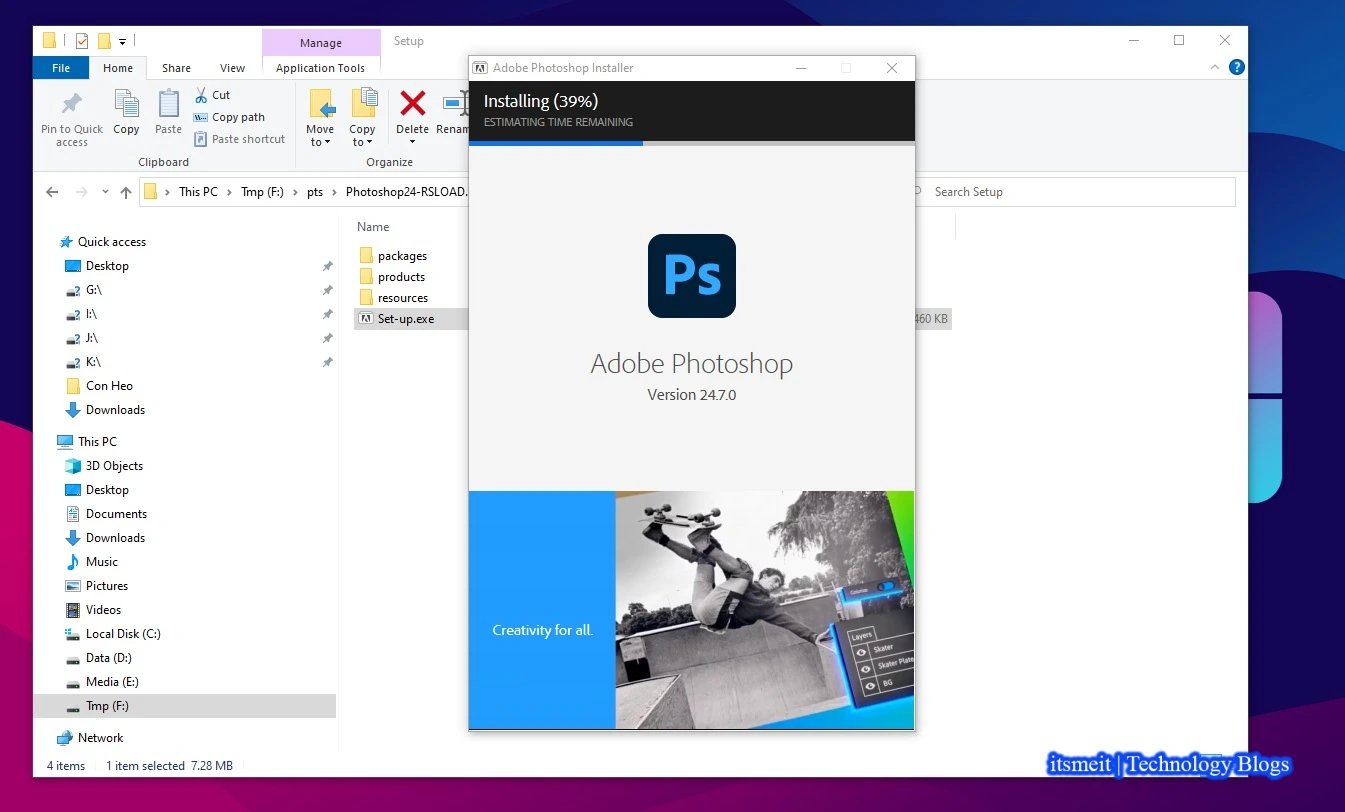 Manage
Setup
File
Home
Share
View
Application Tools
Pin to Quick
access
Copy
Paste
Cut
Copy path
Paste shortcut
Clipboard
Move
to
Copy
to
Delete
Organize
This PC
Tmp (F:)
pts
Photoshop24-RSLOAD.
Search Setup
Quick access
Desktop
G:\
I:\
J:\
K:\
Con Heo
Downloads
This PC
3D Objects
Desktop
Documents
Downloads
Music
Pictures
Videos
Local Disk (C:)
Data (D:)
Media (E:)
Tmp (F:)
Network
4 items
1 item selected 7.28 MB
Name
packages
products
resources
Set-up.exe
460 KB
Adobe Photoshop Installer
Installing (39%)
ESTIMATING TIME REMAINING
Ps
Adobe Photoshop
Version 24.7.0
Creativity for all.
Colorize
Layers
Skater
Skater Plate
BG
itsmeit | Technology Blogs